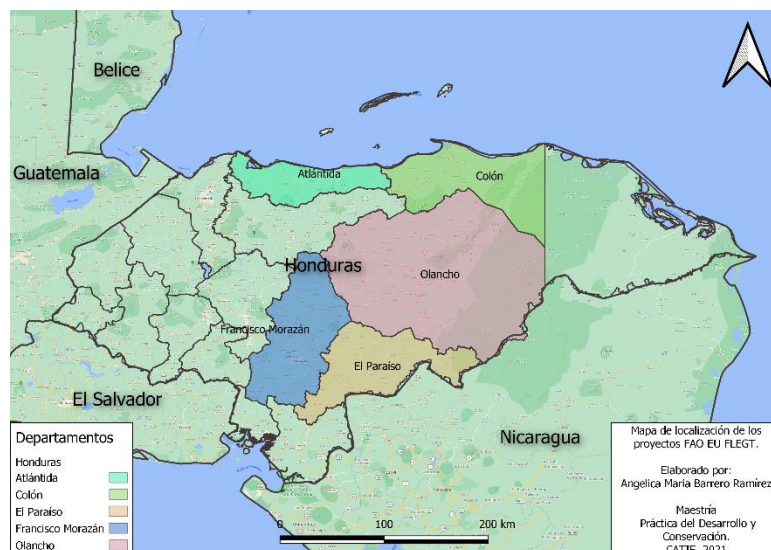 Belice
Guatemala
Atlántida
Colón
Honduras
Olancho
Francisco Morazán
El Paraíso
El Salvador
Nicaragua
Departamentos
Honduras
Atlántida
Colón
El Paraíso
Francisco Morazán
Olancho
0 100 200 km
Mapa de localización de los
proyectos FAO EU FLEGT.
Elaborado por:
Angelica Maria Barrero Ramírez
Maestría
Práctica del Desarrollo y
Conservación.
CATIE, 2021